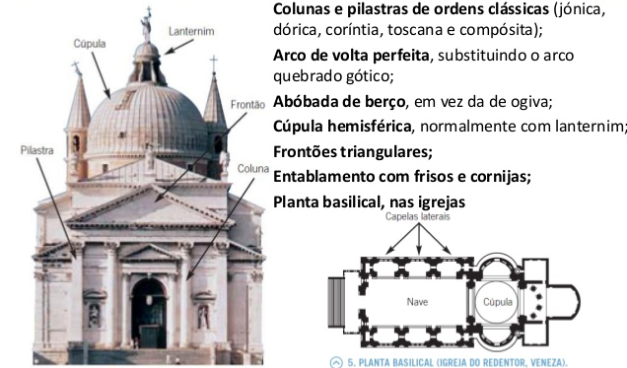 Lanternim
Cúpula
Frontão
Pilastra
Coluna
Colunas e pilastras de ordens clássicas (jónica,
dórica, coríntia, toscana e compósita);
Arco de volta perfeita, substituindo o arco
quebrado gótico;
Abóbada de berço, em vez da de ogiva;
Cúpula hemisférica, normalmente com lanternim;
Frontões triangulares;
Entablamento com frisos e cornijas;
Planta basilical, nas igrejas
Capelas laterais
Nave
Cúpula
5. PLANTA BASILICAL (IGREJA DO REDENTOR, VENEZA).